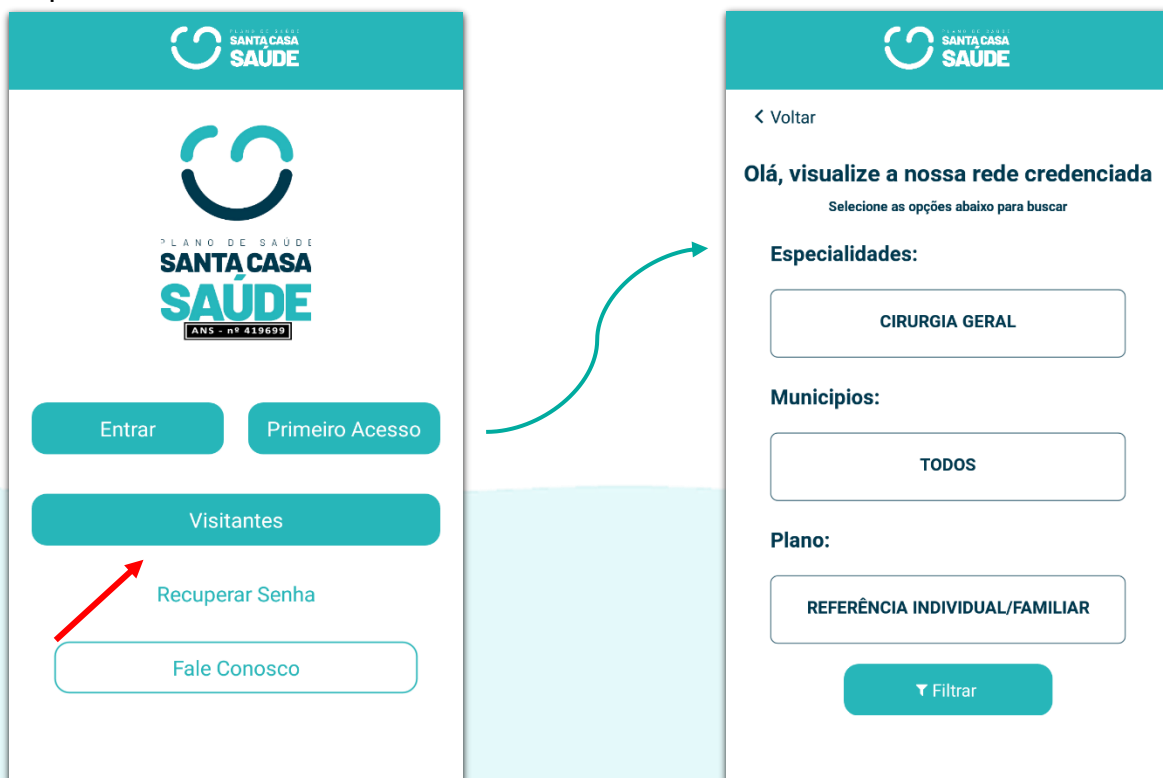 PLANO DE SAÚDE
SANTA CASA
SAÚDE
PLANO DE SAÚDE
SANTA CASA
SAÚDE
ANS - nº 419699
Entrar
Primeiro Acesso
Visitantes
Recuperar Senha
Fale Conosco
PLANO DE SAÚDE
SANTA CASA
SAÚDE
Voltar
Olá, visualize a nossa rede credenciada
Selecione as opções abaixo para buscar
Especialidades:
CIRURGIA GERAL
Municipios:
TODOS
Plano:
REFERÊNCIA INDIVIDUAL/FAMILIAR
Filtrar